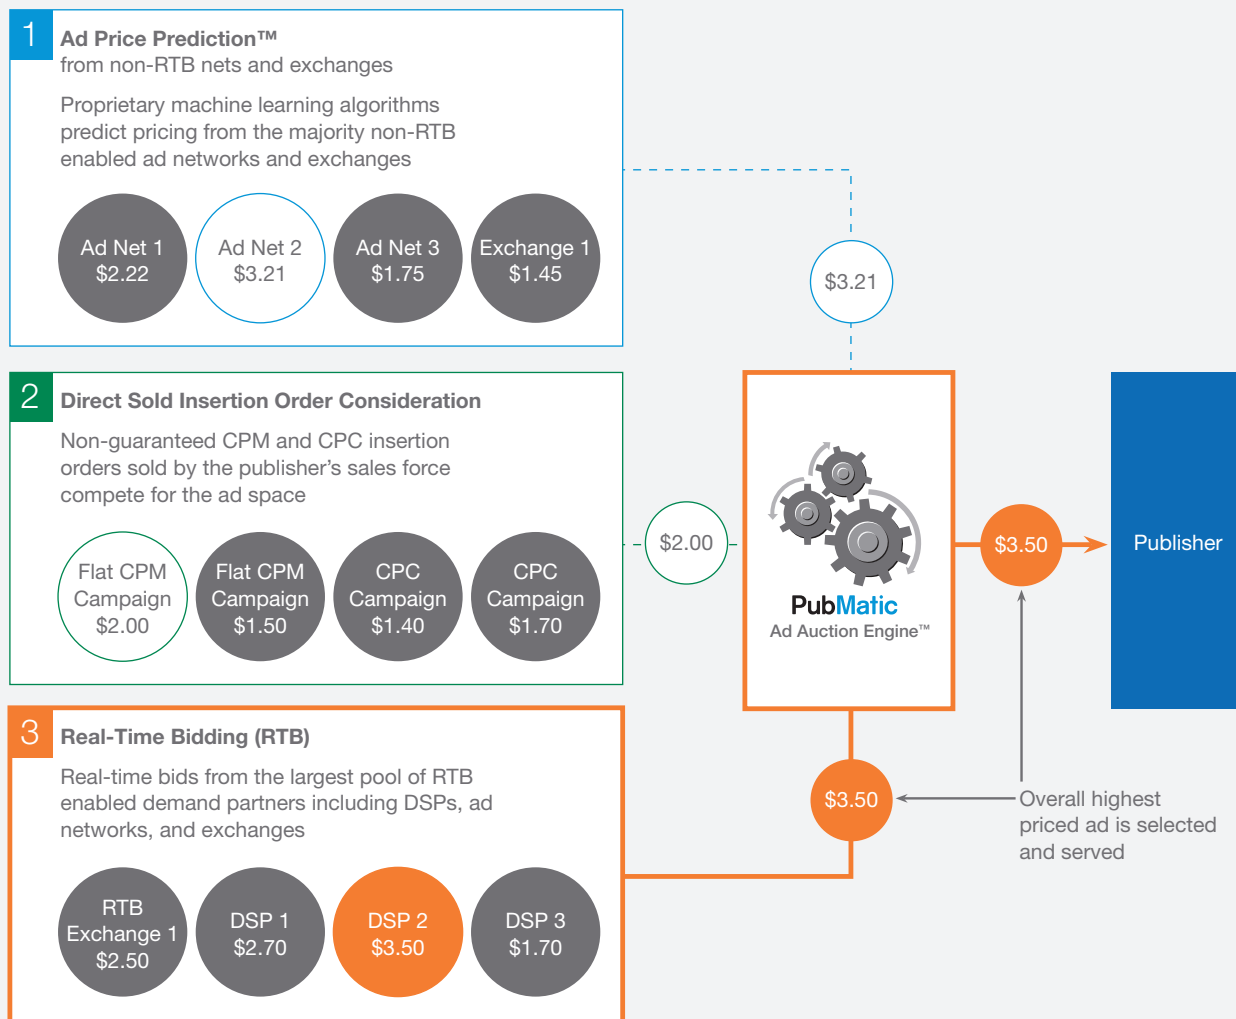 1
Ad Price Prediction™
from non-RTB nets and exchanges
Proprietary machine learning algorithms
predict pricing from the majority non-RTB
enabled ad networks and exchanges
Ad Net 1
$2.22
Ad Net 2
$3.21
Ad Net 3
$1.75
Exchange 1
$1.45
$3.21
2
Direct Sold Insertion Order Consideration
Non-guaranteed CPM and CPC insertion
orders sold by the publisher’s sales force
compete for the ad space
Flat CPM
Campaign
$2.00
Flat CPM
Campaign
$1.50
CPC
Campaign
$1.40
CPC
Campaign
$1.70
$2.00
PubMatic
Ad Auction Engine™
$3.50
Publisher
3
Real-Time Bidding (RTB)
Real-time bids from the largest pool of RTB
enabled demand partners including DSPs, ad
networks, and exchanges
RTB
Exchange 1
$2.50
DSP 1
$2.70
DSP 2
$3.50
DSP 3
$1.70
$3.50
Overall highest
priced ad is selected
and served